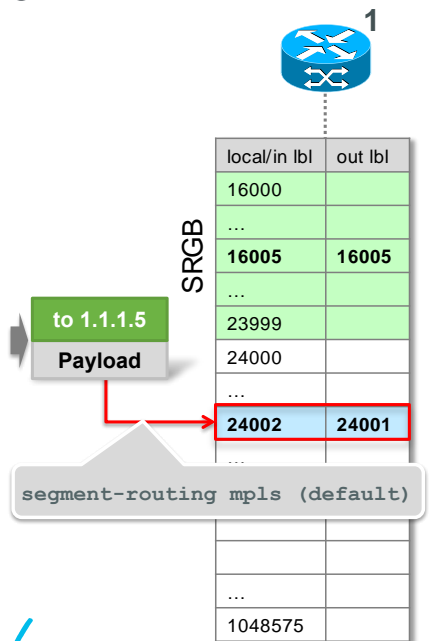 1
local/in lbl out lbl
16000
...
16005 16005
...
23999
24000
...
24002 24001
...
...
1048575
SRGB
to 1.1.1.5
Payload
segment-routing mpls (default)